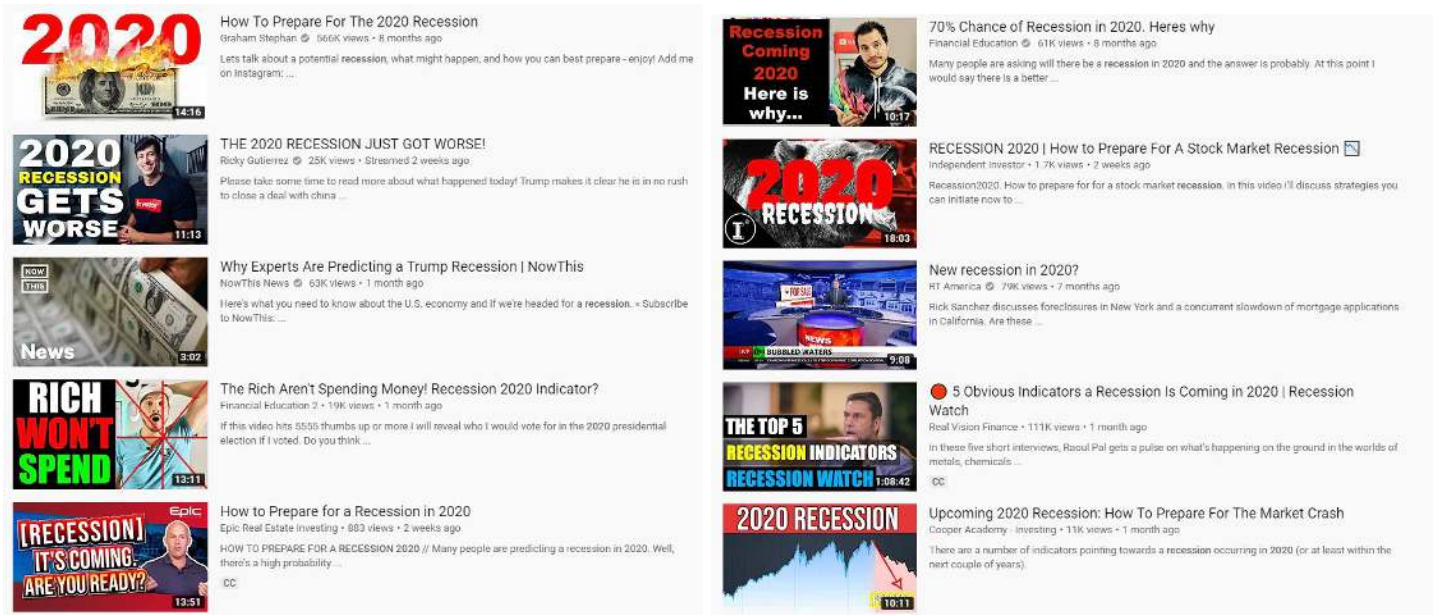 2020
14:16
How To Prepare For The 2020 Recession
Graham Stephan 566K views • 8 months ago
Lets talk about a potential recession, what might happen, and how you can best prepare - enjoy! Add me
on Instagram: ...
2020
RECESSION
GETS
WORSE
11:13
THE 2020 RECESSION JUST GOT WORSE!
Ricky Gutierrez 25K views • Streamed 2 weeks ago
Please take some time to read more about what happened today! Trump makes it clear he is in no rush
to close a deal with china ...
NOW
THIS
News
3:02
Why Experts Are Predicting a Trump Recession | NowThis
NowThis News 63K views • 1 month ago
Here's what you need to know about the U.S. economy and if we're headed for a recession. » Subscribe
to NowThis: ...
RICH
WON'T
SPEND
13:11
The Rich Aren't Spending Money! Recession 2020 Indicator?
Financial Education 2 • 19K views • 1 month ago
If this video hits 5555 thumbs up or more I will reveal who I would vote for in the 2020 presidential
election if I voted. Do you think ...
Epic
[RECESSION]
IT'S COMING.
ARE YOU READY?
13:51
How to Prepare for a Recession in 2020
Epic Real Estate Investing • 883 views • 2 weeks ago
HOW TO PREPARE FOR A RECESSION 2020 // Many people are predicting a recession in 2020. Well,
there's a high probability ...
CC
Recession
Coming
2020
Here is
why...
10:17
70% Chance of Recession in 2020. Heres why
Financial Education 61K views • 8 months ago
Many people are asking will there be a recession in 2020 and the answer is probably. At this point I
would say there is a better ...
2020
RECESSION
18:03
RECESSION 2020 | How to Prepare For A Stock Market Recession
Independent Investor • 1.7K views • 2 weeks ago
Recession2020. How to prepare for for a stock market recession. In this video i'll discuss strategies you
can initiate now to ...
FOR SALE
NEWS
BUBBLED WATERS
9:08
New recession in 2020?
RT America 79K views • 7 months ago
Rick Sanchez discusses foreclosures in New York and a concurrent slowdown of mortgage applications
in California. Are these ...
THE TOP 5
RECESSION INDICATORS
RECESSION WATCH
1:08:42
5 Obvious Indicators a Recession Is Coming in 2020 | Recession
Watch
Real Vision Finance • 111K views • 1 month ago
In these five short interviews, Raoul Pal gets a pulse on what's happening on the ground in the worlds of
metals, chemicals ...
CC
2020 RECESSION
10:11
Upcoming 2020 Recession: How To Prepare For The Market Crash
Cooper Academy - Investing • 11K views • 1 month ago
There are a number of indicators pointing towards a recession occurring in 2020 (or at least within the
next couple of years).